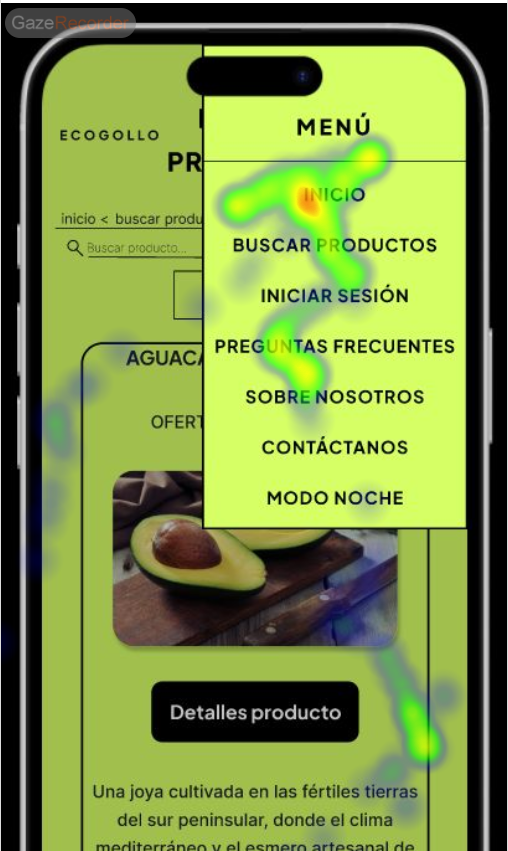 GazeRecorder
MENÚ
ECOGOLLO
PR
INICIO
inicio < buscar produ
BUSCAR PRODUCTOS
Buscar producto...
INICIAR SESIÓN
PREGUNTAS FRECUENTES
AGUACA
SOBRE NOSOTROS
OFERT
CONTÁCTANOS
MODO NOCHE
Detalles producto
Una joya cultivada en las fértiles tierras
del sur peninsular, donde el clima
mediterráneo y el esmero artesanal de